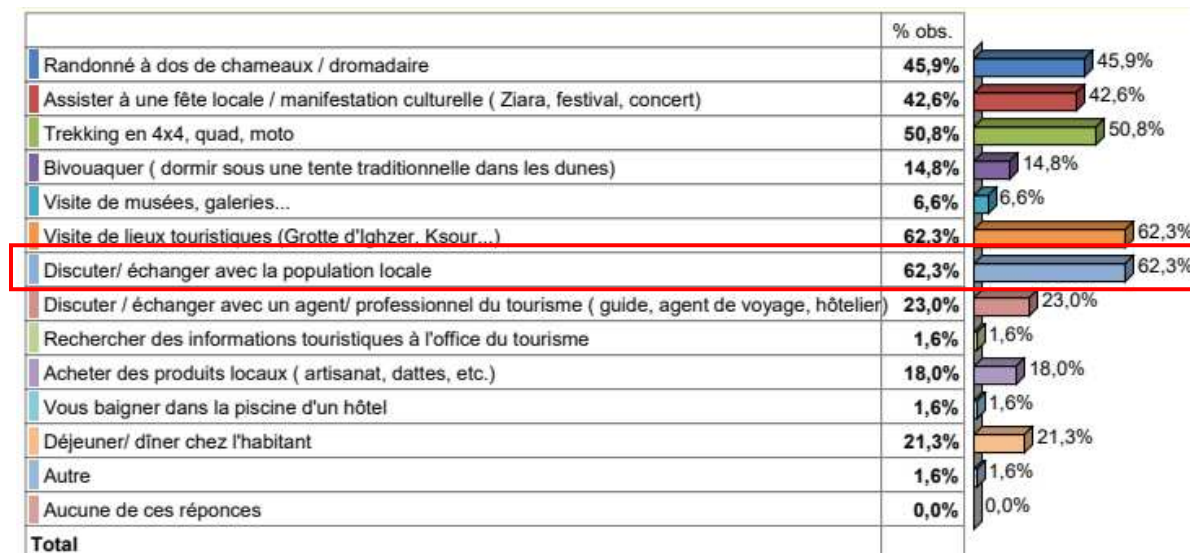 % obs.
Randonné à dos de chameaux / dromadaire 45,9% 45,9%
Assister à une fête locale / manifestation culturelle ( Ziara, festival, concert) 42,6% 42,6%
Trekking en 4x4, quad, moto 50,8% 50,8%
Bivouaquer ( dormir sous une tente traditionnelle dans les dunes) 14,8% 14,8%
Visite de musées, galeries... 6,6% 6,6%
Visite de lieux touristiques (Grotte d'Ighzer, Ksour...) 62,3% 62,3%
Discuter/ échanger avec la population locale 62,3% 62,3%
Discuter / échanger avec un agent/ professionnel du tourisme ( guide, agent de voyage, hôtelier) 23,0% 23,0%
Rechercher des informations touristiques à l'office du tourisme 1,6% 1,6%
Acheter des produits locaux ( artisanat, dattes, etc.) 18,0% 18,0%
Vous baigner dans la piscine d'un hôtel 1,6% 1,6%
Déjeuner/ dîner chez l'habitant 21,3% 21,3%
Autre 1,6% 1,6%
Aucune de ces réponses 0,0% 0,0%
Total